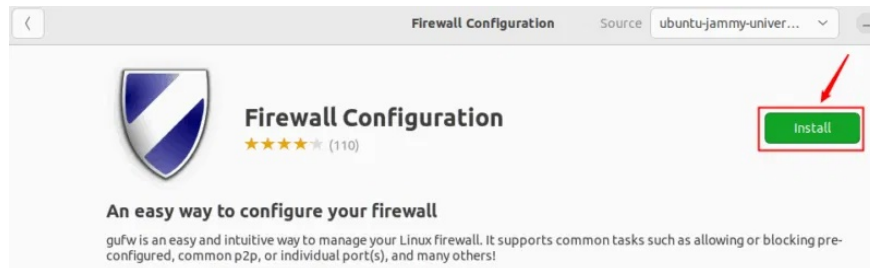 Firewall Configuration Source ubuntu-jammy-univer...
Firewall Configuration
(110)
Install
An easy way to configure your firewall
gufw is an easy and intuitive way to manage your Linux firewall. It supports common tasks such as allowing or blocking pre-
configured, common p2p, or individual port(s), and many others!